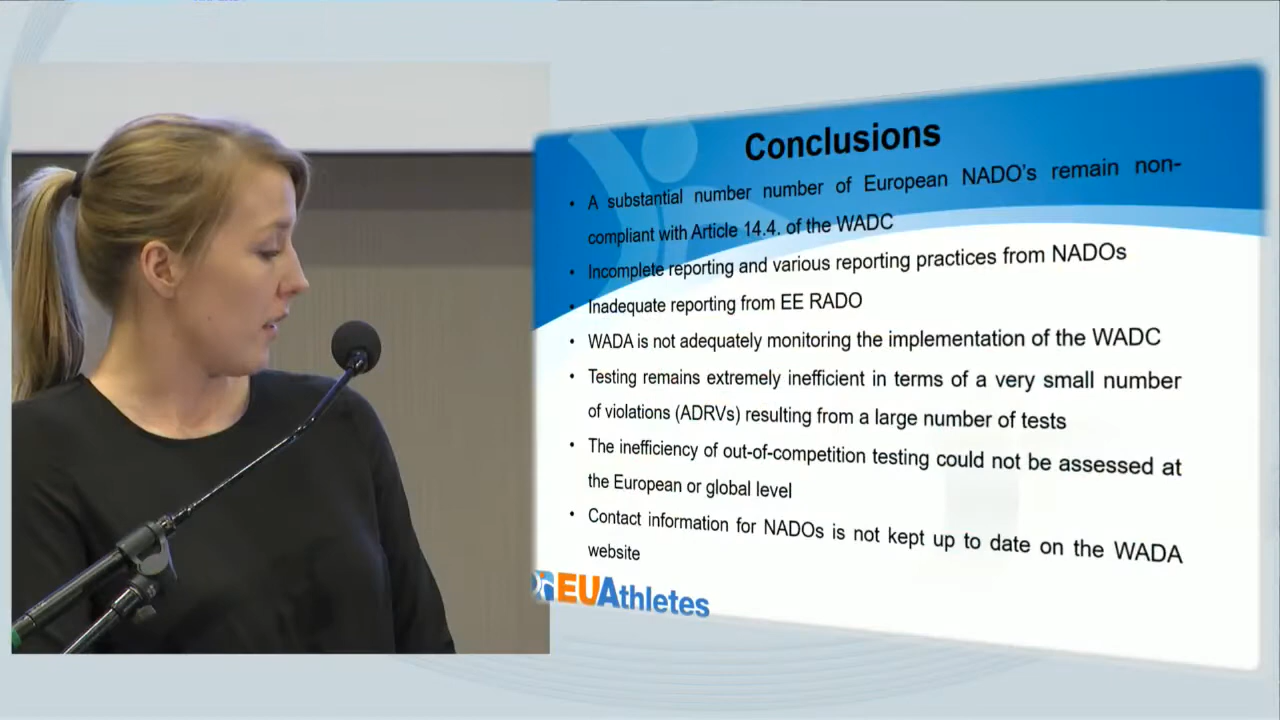 Conclusions
• A substantial number number of European NADO's remain non-
compliant with Article 14.4. of the WADC
• Incomplete reporting and various reporting practices from NADOs
• Inadequate reporting from EE RADO
• WADA is not adequately monitoring the implementation of the WADC
• Testing remains extremely inefficient in terms of a very small number
of violations (ADRVs) resulting from a large number of tests
• The inefficiency of out-of-competition testing could not be assessed at
the European or global level
• Contact information for NADOs is not kept up to date on the WADA
website
EUAthletes